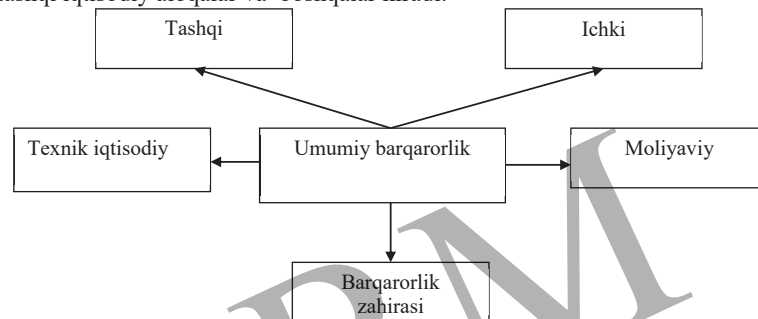 Tashqi
Ichki
Texnik iqtisodiy
Umumiy barqarorlik
Moliyaviy
Barqarorlik
zahirasi